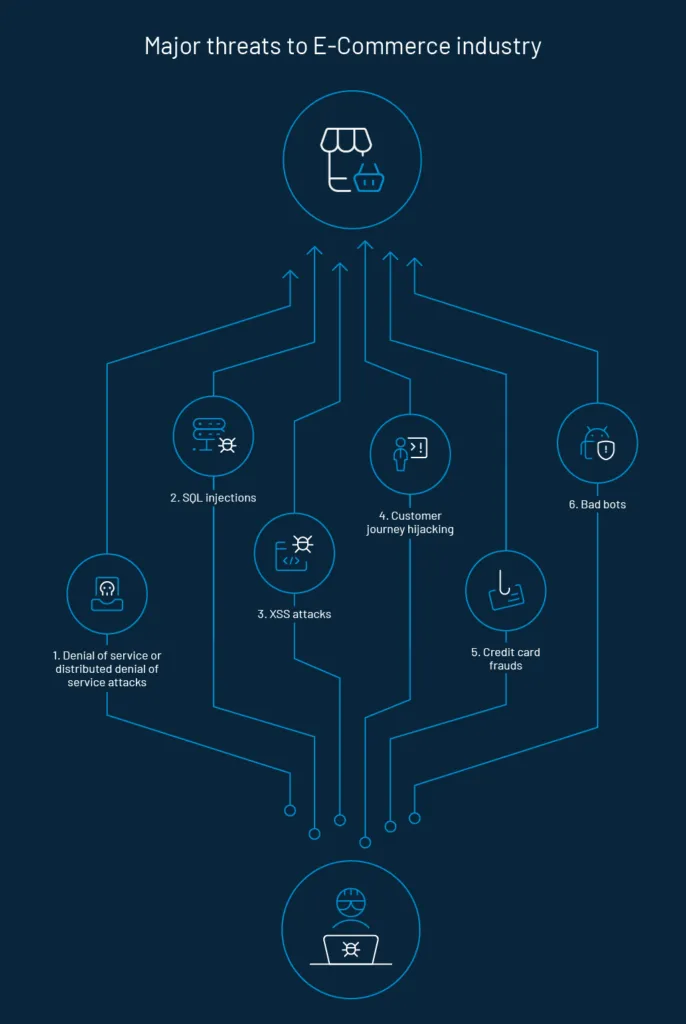 Major threats to E-Commerce industry
1. Denial of service or
distributed denial of
service attacks
2. SQL injections
3. XSS attacks
</>
4. Customer
journey hijacking
>!
5. Credit card
frauds
6. Bad bots
!